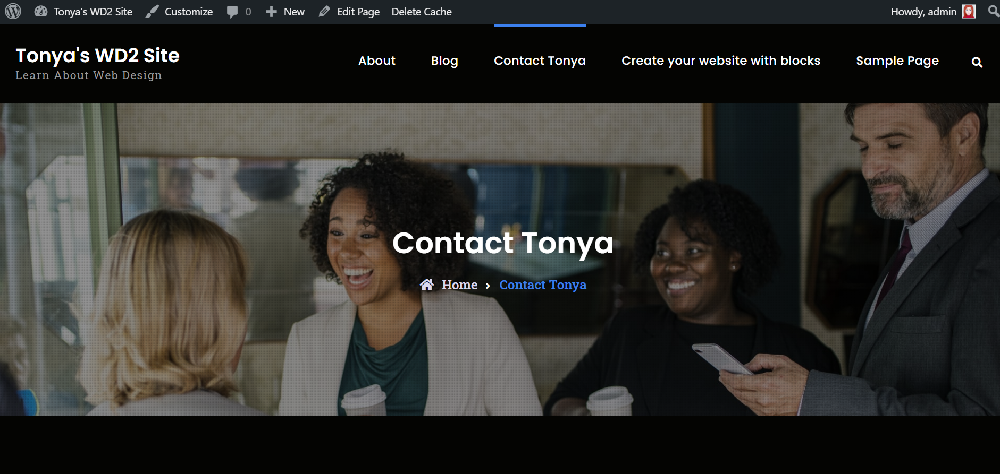 Tonya's WD2 Site Customize 0 New Edit Page Delete Cache Howdy, admin
Tonya's WD2 Site
Learn About Web Design
About Blog Contact Tonya Create your website with blocks Sample Page
Contact Tonya
Home › Contact Tonya